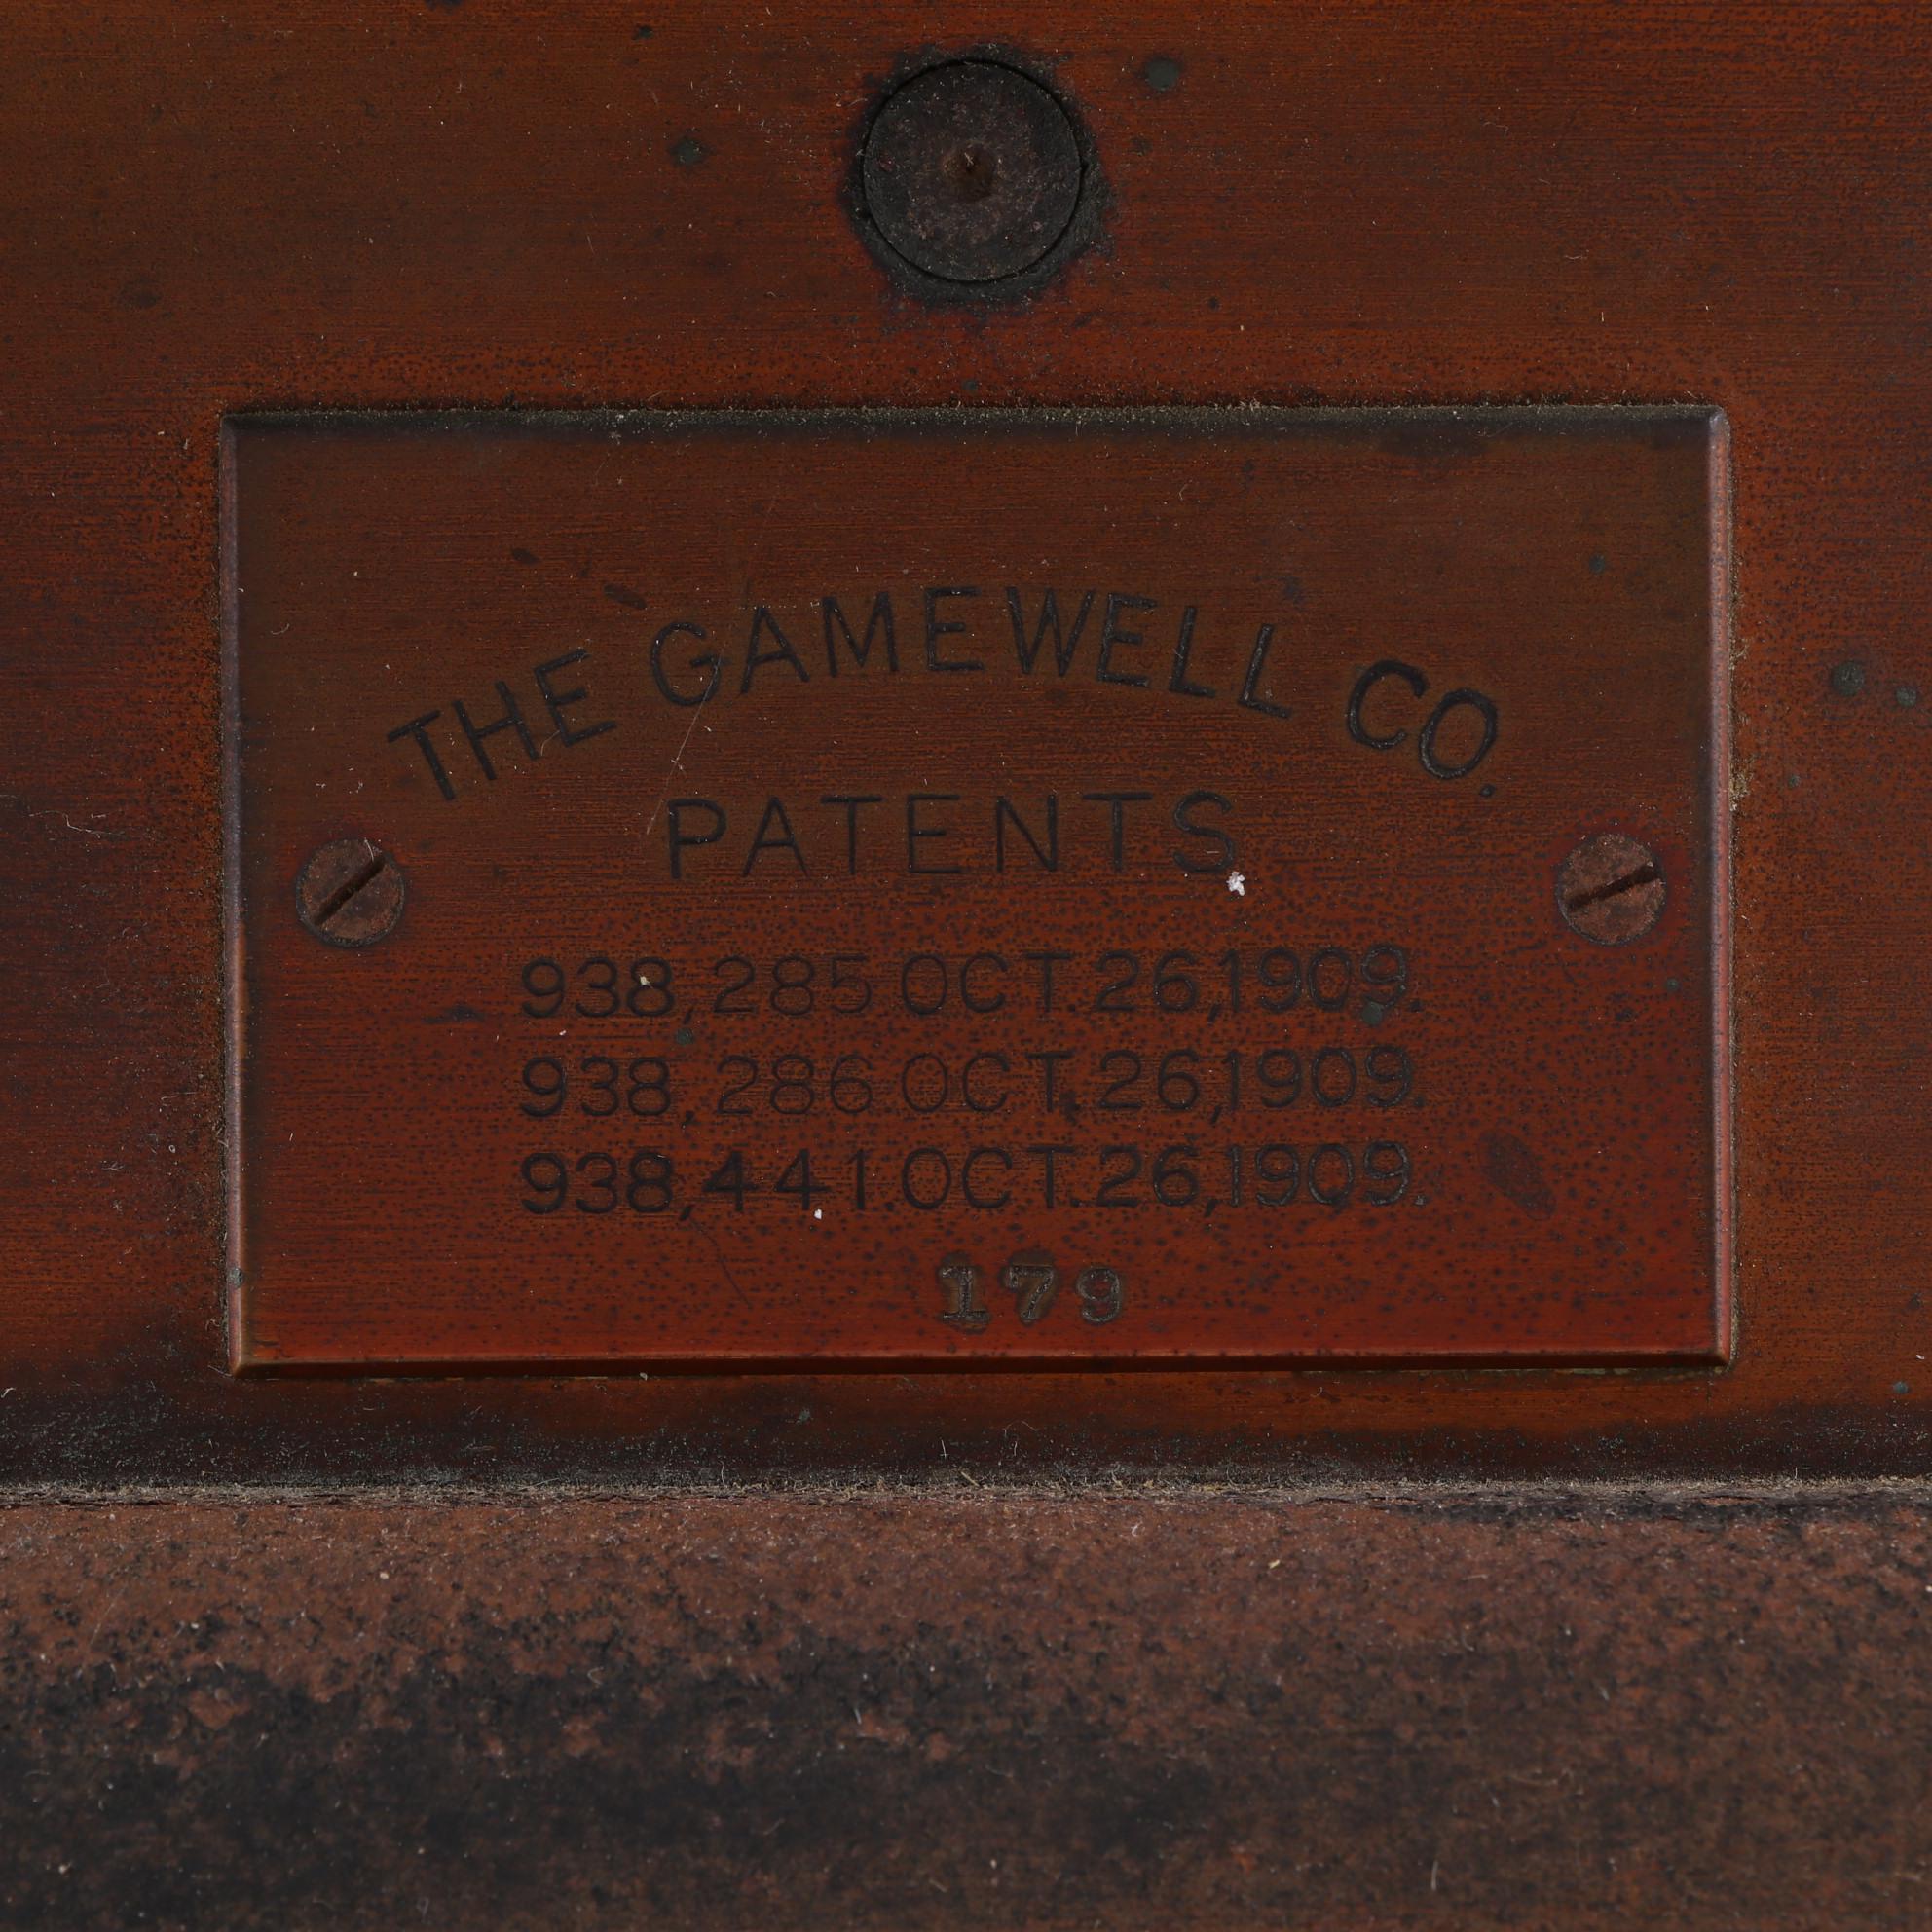 THE GAMEWELL CO.
PATENTS
938,285.OCT.26,1909.
938,286.OCT.26,1909.
938,441.OCT.26,1909.
179